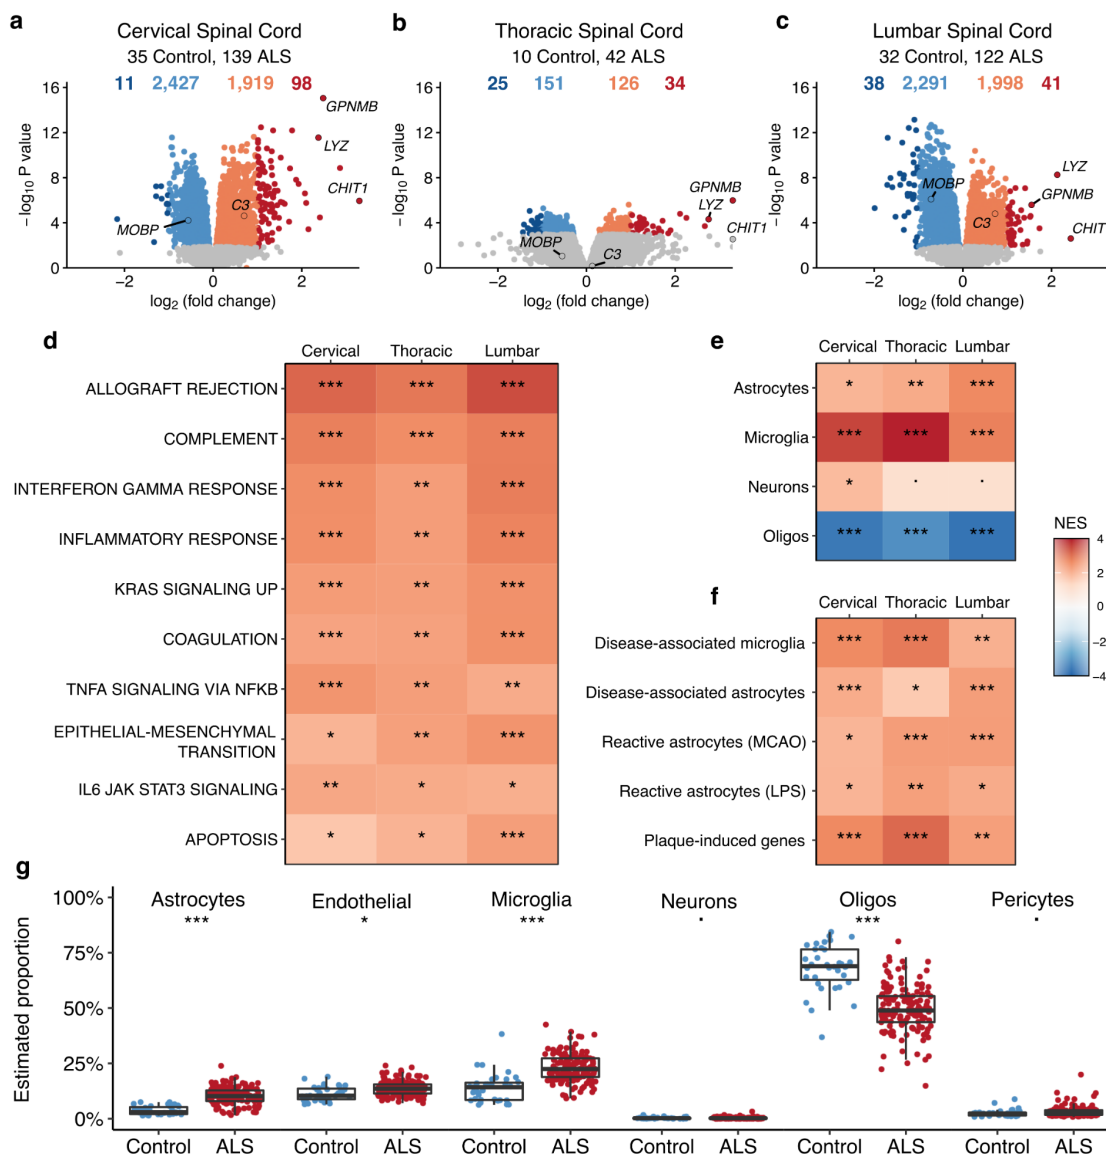 a
Cervical Spinal Cord
35 Control, 139 ALS
11 2,427 1,919 98
16
12
8
4
0
−log10 P value
GPNMB
LYZ
CHIT1
C3
MOBP
−2 0 2
log2 (fold change)
b
Thoracic Spinal Cord
10 Control, 42 ALS
25 151 126 34
16
12
8
4
0
−log10 P value
GPNMB
LYZ
CHIT1
MOBP
C3
−2 0 2
log2 (fold change)
c
Lumbar Spinal Cord
32 Control, 122 ALS
38 2,291 1,998 41
16
12
8
4
0
−log10 P value
LYZ
MOBP
GPNMB
C3
CHIT
−2 0 2
log2 (fold change)
d
Cervical Thoracic Lumbar
ALLOGRAFT REJECTION *** *** ***
COMPLEMENT *** *** ***
INTERFERON GAMMA RESPONSE *** ** ***
INFLAMMATORY RESPONSE *** ** ***
KRAS SIGNALING UP *** ** ***
COAGULATION *** ** ***
TNFA SIGNALING VIA NFKB *** ** **
EPITHELIAL-MESENCHYMAL
TRANSITION * ** ***
IL6 JAK STAT3 SIGNALING ** * *
APOPTOSIS * * ***
e
Cervical Thoracic Lumbar
Astrocytes * ** ***
Microglia *** *** ***
Neurons * . .
Oligos *** *** ***
NES
4
2
0
−2
−4
f
Cervical Thoracic Lumbar
Disease-associated microglia *** *** **
Disease-associated astrocytes *** * ***
Reactive astrocytes (MCAO) * *** ***
Reactive astrocytes (LPS) * ** *
Plaque-induced genes *** *** **
g
Estimated proportion
100%
75%
50%
25%
0%
Astrocytes Endothelial Microglia Neurons Oligos Pericytes
*** * *** . *** .
Control ALS Control ALS Control ALS Control ALS Control ALS Control ALS